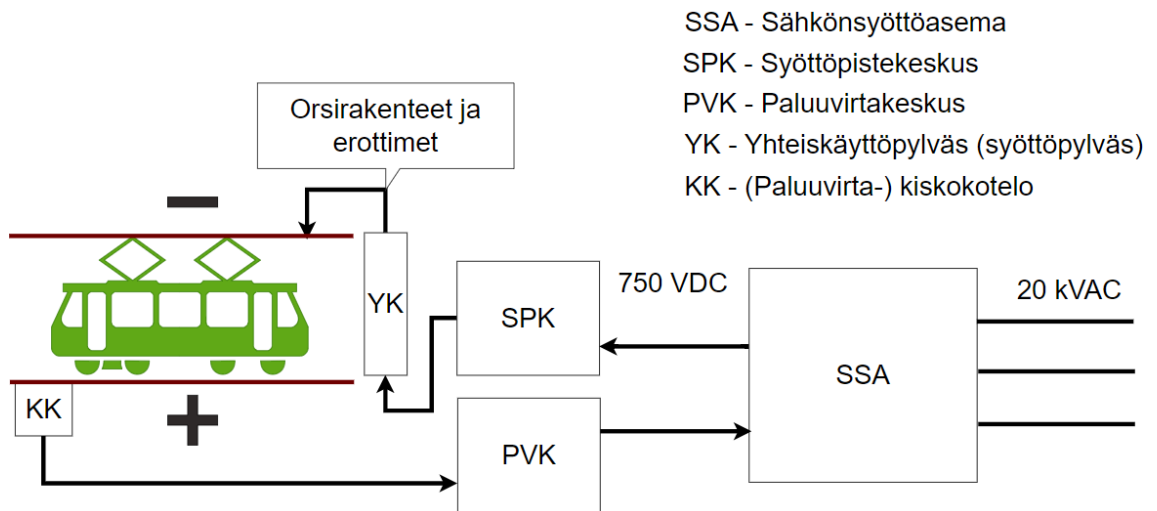 SSA - Sähkönsyöttöasema
SPK - Syöttöpistekeskus
PVK - Paluuvirtakeskus
YK - Yhteiskäyttöpylväs (syöttöpylväs)
KK - (Paluuvirta-) kiskokotelo
Orsirakenteet ja
erottimet
YK
SPK
750 VDC
SSA
20 kVAC
KK
PVK